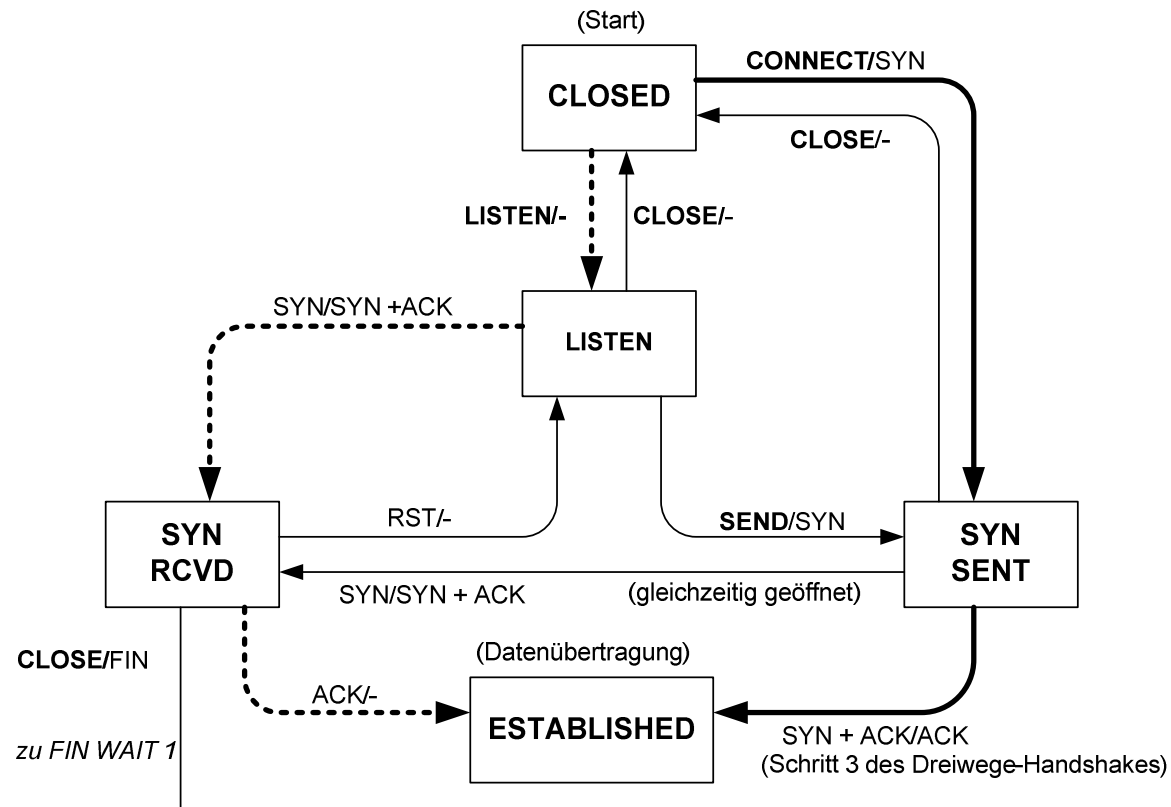 (Start)
CLOSED
CONNECT/SYN
CLOSE/-
LISTEN/-
CLOSE/-
SYN/SYN +ACK
LISTEN
SYN
RCVD
RST/-
SEND/SYN
SYN
SENT
SYN/SYN + ACK
(gleichzeitig geöffnet)
CLOSE/FIN
(Datenübertragung)
ACK/-
ESTABLISHED
SYN + ACK/ACK
(Schritt 3 des Dreiwege-Handshakes)
zu FIN WAIT 1